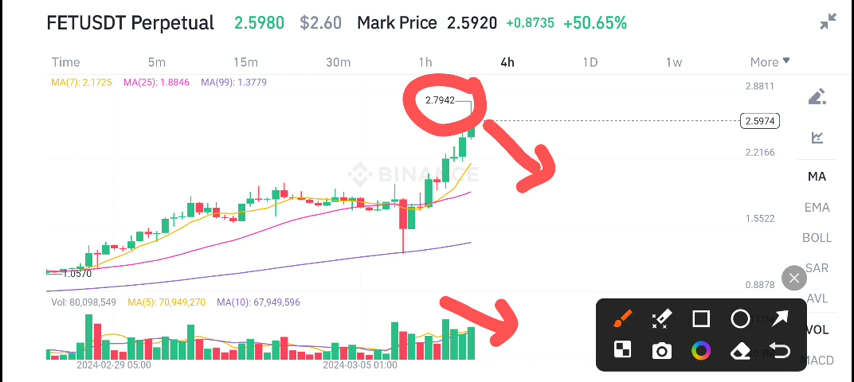 FETUSDT Perpetual 2.5980 $2.60 Mark Price 2.5920 +0.8735 +50.65%
Time 5m 15m 30m 1h 4h 1D 1w More
MA(7): 2.1725 MA(25): 1.8846 MA(99): 1.3779
2.8811
2.7942
2.5974
2.2166
BINANCE
MA
EMA
1.5522
BOLL
SAR
1.0570
0.8878
AVL
Vol: 80,098,549 MA(5): 70,949,270 MA(10): 67,949,596
VOL
MACD
2024-02-29 05:00 2024-03-05 01:00